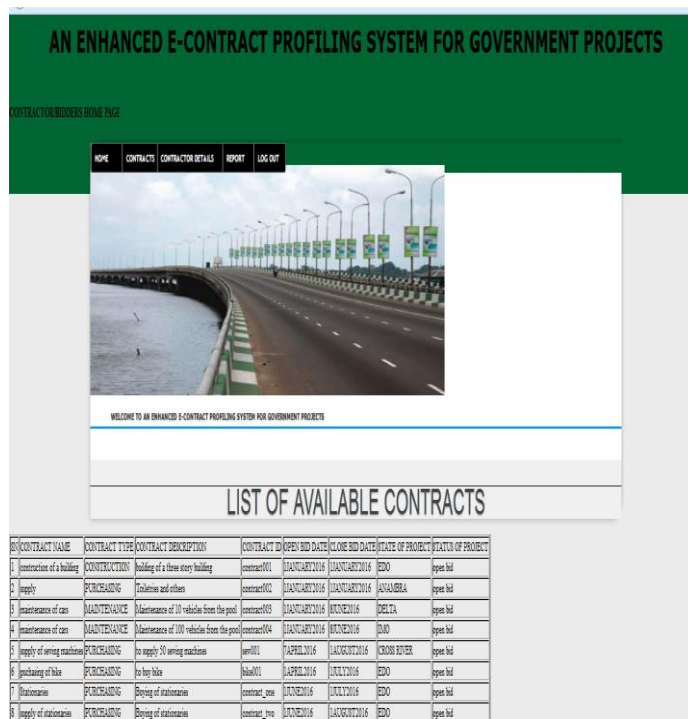 AN ENHANCED E-CONTRACT PROFILING SYSTEM FOR GOVERNMENT PROJECTS
CONTRACTOR/BIDDERS HOME PAGE
HOME CONTRACTS CONTRACTOR DETAILS REPORT LOG OUT
WELCOME TO AN ENHANCED E-CONTRACT PROFILING SYSTEM FOR GOVERNMENT PROJECTS
LIST OF AVAILABLE CONTRACTS
SN CONTRACT NAME CONTRACT TYPE CONTRACT DESCRIPTION CONTRACT ID OPEN BID DATE CLOSE BID DATE STATE OF PROJECT STATUS OF PROJECT
1 contruction of a building CONSTRUCTION building of a three story building contract001 1JANUARY2016 1JANUARY2016 EDO open bid
2 supply PURCHASING Toiletries and others contract002 1JANUARY2016 1JANUARY2016 ANAMBRA open bid
3 maintenance of cars MAINTENANCE Maintenance of 10 vehicles from the pool contract003 1JANUARY2016 8JUNE2016 DELTA open bid
4 maintenance of cars MAINTENANCE Maintenance of 100 vehicles from the pool contract004 1JANUARY2016 8JUNE2016 IMO open bid
5 supply of sewing machines PURCHASING to supply 50 sewing machines sew001 7APRIL2016 1AUGUST2016 CROSS RIVER open bid
6 puchasing of bike PURCHASING to buy bike bike001 1APRIL2016 1JULY2016 EDO open bid
7 Stationaries PURCHASING Buying of stationaries contract_one 1JUNE2016 1JULY2016 EDO open bid
8 supply of stationaries PURCHASING Buying of stationaries contract_two 1JUNE2016 1AUGUST2016 EDO open bid